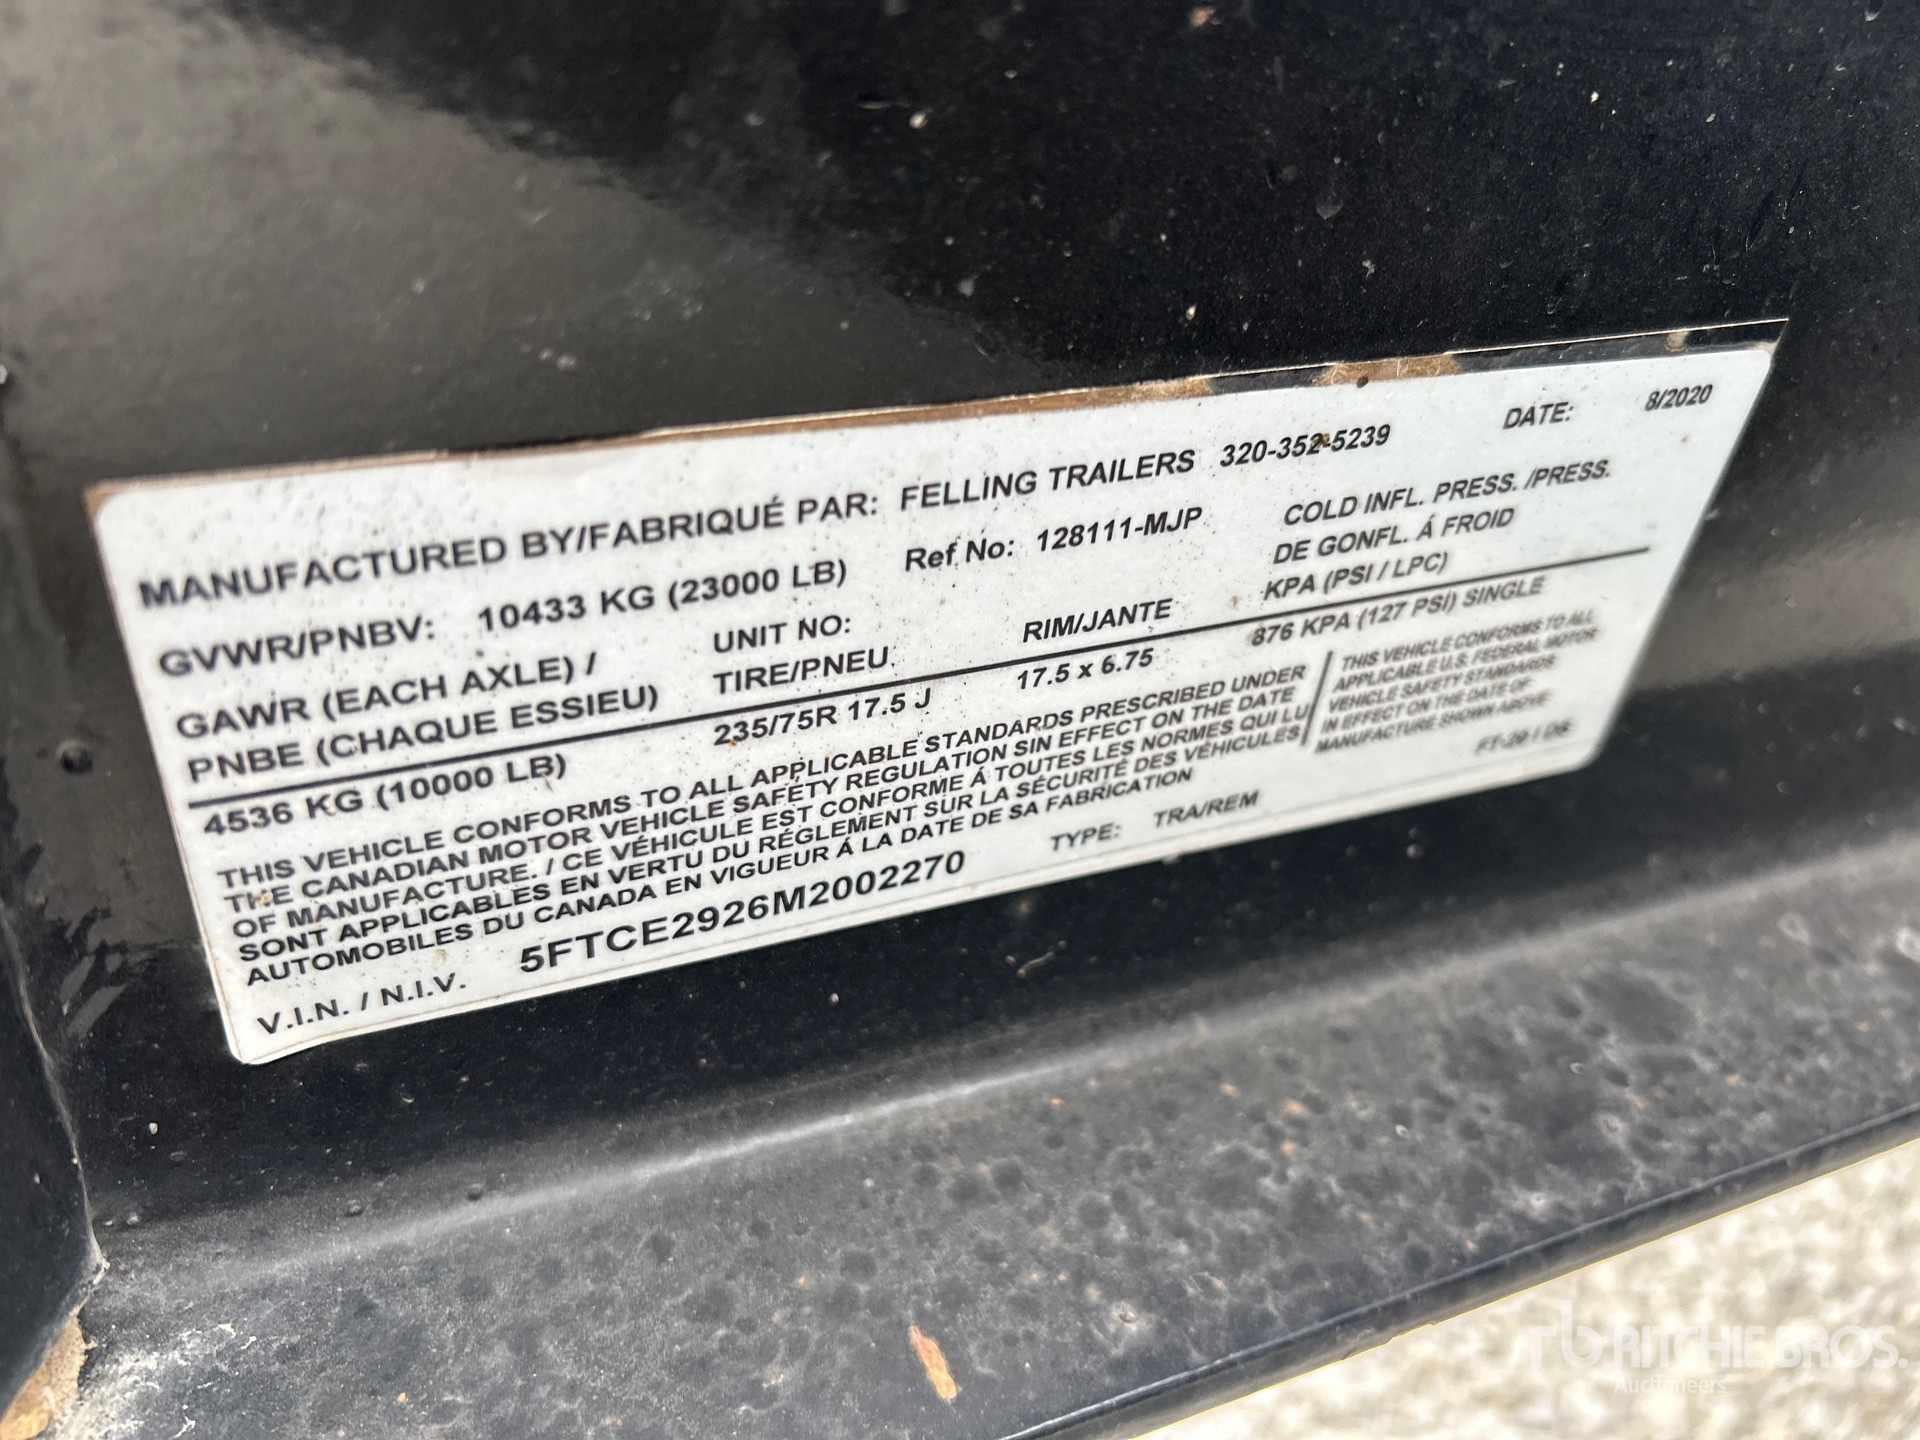 MANUFACTURED BY/FABRIQUÉ PAR: FELLING TRAILERS 320-352-5239 DATE: 8/2020
GVWR/PNBV: 10433 KG (23000 LB) Ref No: 128111-MJP
COLD INFL. PRESS. /PRESS.
DE GONFL. Á FROID
KPA (PSI / LPC)
GAWR (EACH AXLE) /
PNBE (CHAQUE ESSIEU)
UNIT NO:
TIRE/PNEU
RIM/JANTE
4536 KG (10000 LB) 235/75R 17.5 J 17.5 x 6.75 876 KPA (127 PSI) SINGLE
THIS VEHICLE CONFORMS TO ALL APPLICABLE STANDARDS PRESCRIBED UNDER
THE CANADIAN MOTOR VEHICLE SAFETY REGULATION SIN EFFECT ON THE DATE
OF MANUFACTURE. / CE VÉHICULE EST CONFORME Á TOUTES LES NORMES QUI LU
SONT APPLICABLES EN VERTU DU RÉGLEMENT SUR LA SÉCURITÉ DES VÉHICULES
AUTOMOBILES DU CANADA EN VIGUEUR Á LA DATE DE SA FABRICATION
THIS VEHICLE CONFORMS TO ALL
APPLICABLE U.S. FEDERAL MOTOR
VEHICLE SAFETY STANDARDS
IN EFFECT ON THE DATE OF
MANUFACTURE SHOWN ABOVE
V.I.N. / N.I.V. 5FTCE2926M2002270 TYPE: TRA/REM
RITCHIE BROS.
Auctioneers